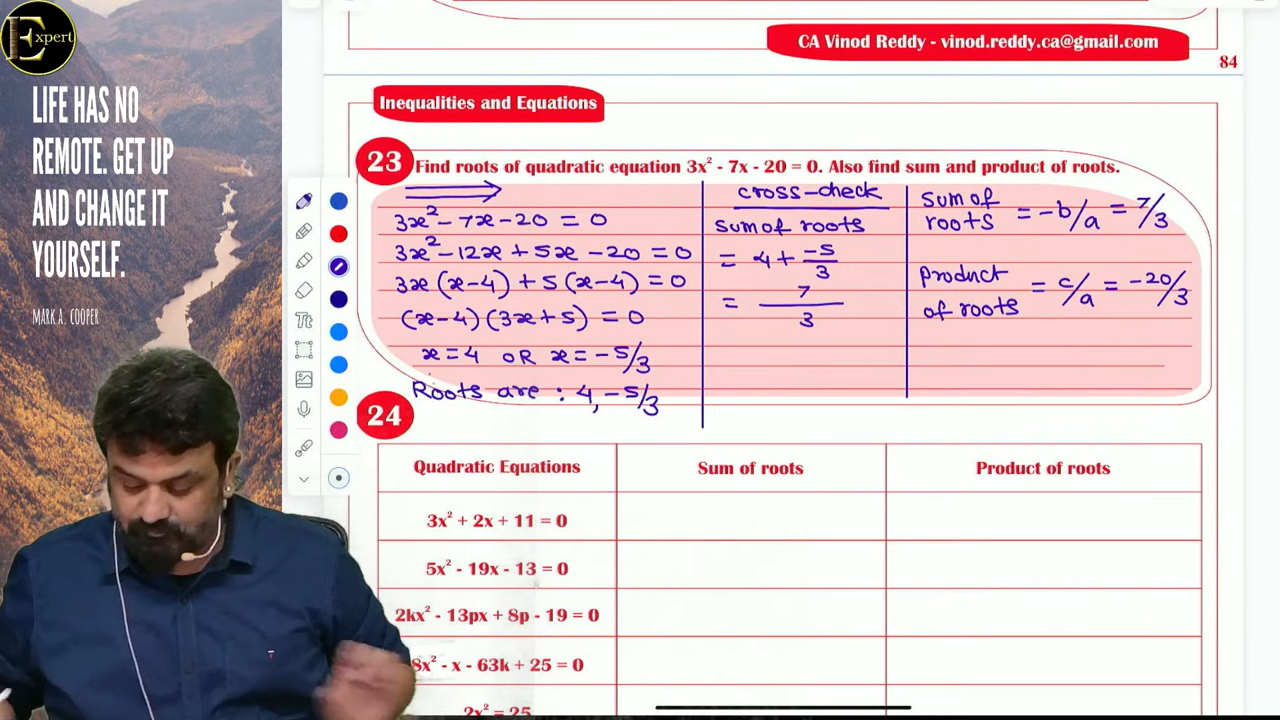 Expert
LIFE HAS NO
REMOTE. GET UP
AND CHANGE IT
YOURSELF.
MARK A. COOPER
CA Vinod Reddy - vinod.reddy.ca@gmail.com
84
Inequalities and Equations
23 Find roots of quadratic equation 3x² - 7x - 20 = 0. Also find sum and product of roots.
3x² - 7x - 20 = 0
3x² - 12x + 5x - 20 = 0
3x (x-4) + 5 (x-4) = 0
(x-4) (3x+5) = 0
x = 4 OR x = -5/3
Roots are : 4, -5/3
cross-check
sum of roots
= 4 + -5/3
= 7/3
sum of roots = -b/a = 7/3
product of roots = c/a = -20/3
Tt
24
Quadratic Equations Sum of roots Product of roots
3x² + 2x + 11 = 0
5x² - 19x - 13 = 0
2kx² - 13px + 8p - 19 = 0
8x² - x - 63k + 25 = 0
2x² = 25